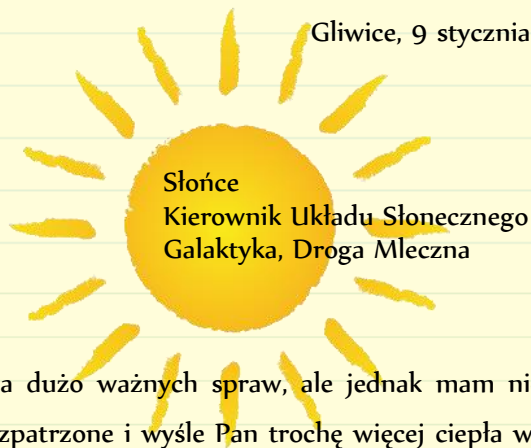 Gliwice, 9 stycznia
Słońce
Kierownik Układu Słonecznego
Galaktyka, Droga Mleczna
a dużo ważnych spraw, ale jednak mam ni
zpatrzone i wyśle Pan trochę więcej ciepła w